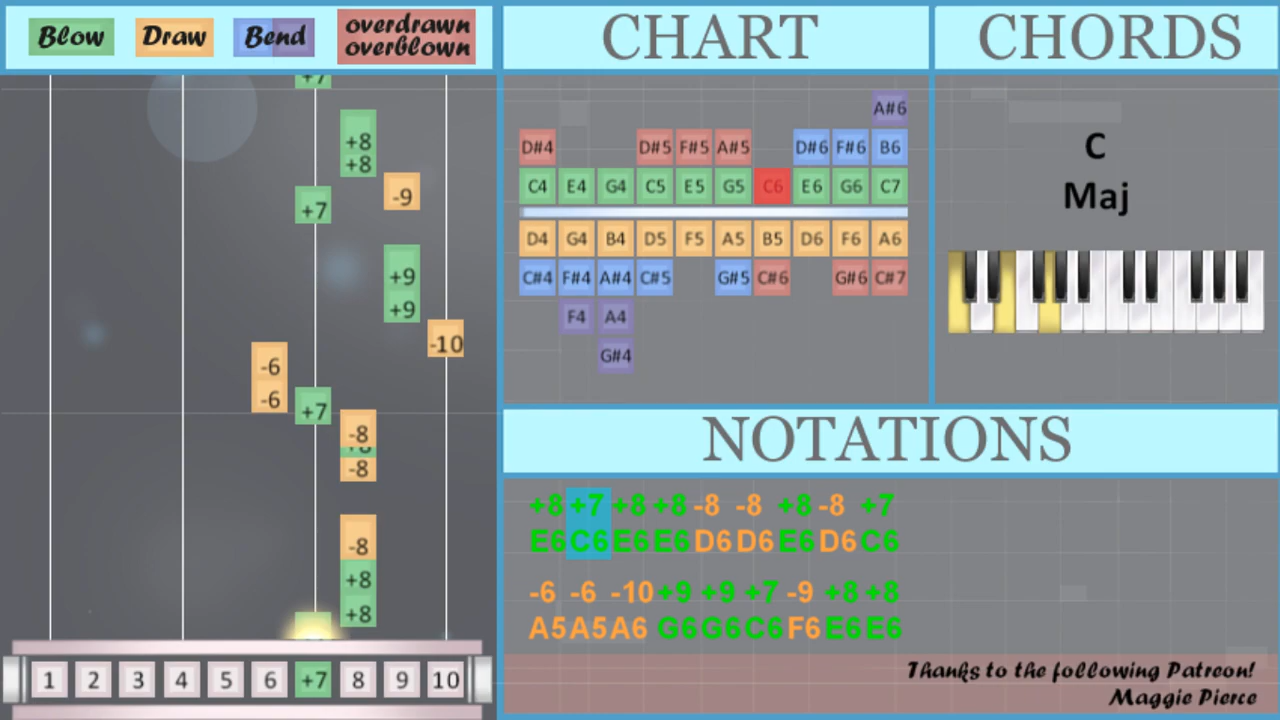 Blow Draw Bend overdrawn
overblown
CHART
CHORDS
+7
+8
+8
-9
+7
+9
+9
-10
-6
-6
+7
-8
+8
-8
-8
+8
+8
1 2 3 4 5 6 +7 8 9 10
A#6
D#4 D#5 F#5 A#5 D#6 F#6 B6
C4 E4 G4 C5 E5 G5 C6 E6 G6 C7
D4 G4 B4 D5 F5 A5 B5 D6 F6 A6
C#4 F#4 A#4 C#5 G#5 C#6 G#6 C#7
F4 A4
G#4
C
Maj
NOTATIONS
+8 +7 +8 +8 -8 -8 +8 -8 +7
E6 C6 E6 E6 D6 D6 E6 D6 C6
-6 -6 -10 +9 +9 +7 -9 +8 +8
A5 A5 A6 G6 G6 C6 F6 E6 E6
Thanks to the following Patreon!
Maggie Pierce